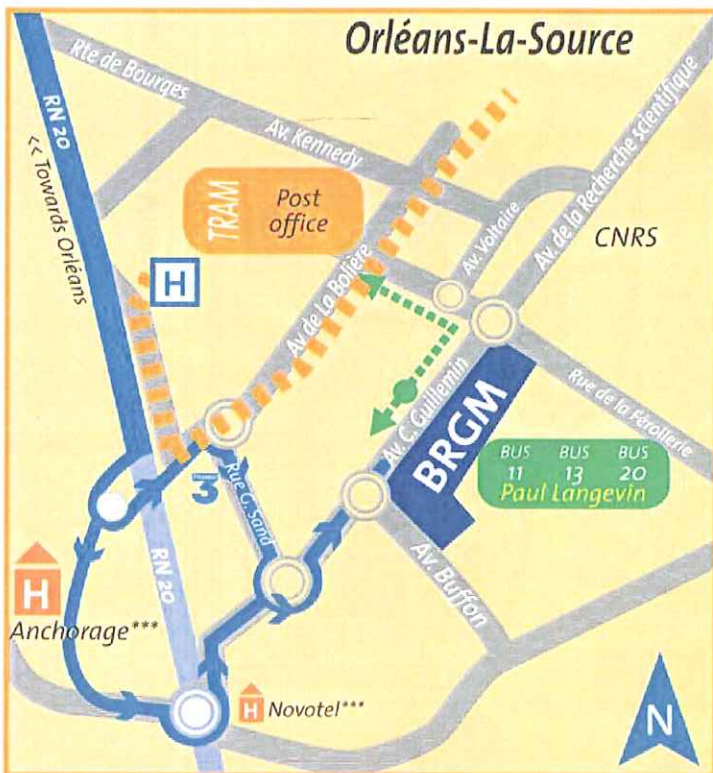 Orléans-La-Source
Rte de Bourges
RN 20
<< Towards Orléans
Av. Kennedy
Av. de la Recherche scientifique
TRAM
Post
office
Av. Voltaire
CNRS
H
Av de La Bolière
Av. C. Guillemin
BRGM
Rue de la Férollerie
BUS BUS BUS
11 13 20
Paul Langevin
3
Rue G. Sand
RN 20
Av. Buffon
H
Anchorage***
H Novotel***
N